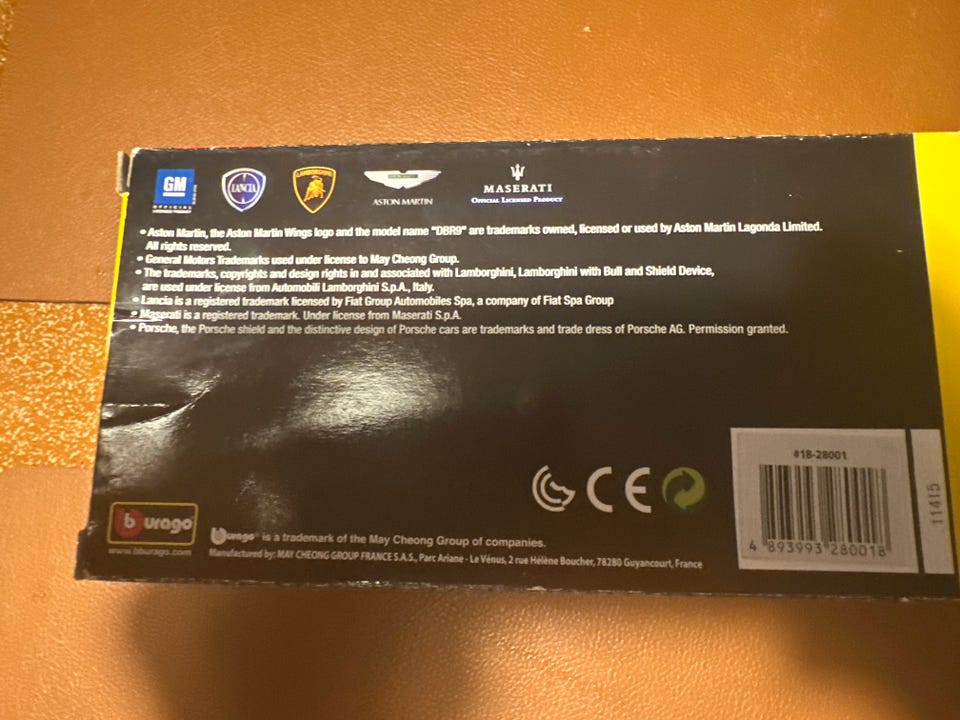 GM
OFFICIAL
LICENSED PRODUCT
LANCIA
LAMBORGHINI
ASTON MARTIN
MASERATI
OFFICIAL LICENSED PRODUCT
• Aston Martin, the Aston Martin Wings logo and the model name "DBR9" are trademarks owned, licensed or used by Aston Martin Lagonda Limited.
All rights reserved.
• General Motors Trademarks used under license to May Cheong Group.
• The trademarks, copyrights and design rights in and associated with Lamborghini, Lamborghini with Bull and Shield Device,
are used under license from Automobili Lamborghini S.p.A., Italy.
• Lancia is a registered trademark licensed by Fiat Group Automobiles Spa, a company of Fiat Spa Group
• Maserati is a registered trademark. Under license from Maserati S.p.A.
• Porsche, the Porsche shield and the distinctive design of Porsche cars are trademarks and trade dress of Porsche AG. Permission granted.
#18-28001
11415
CE
4 893993 280018
bburago
www.bburago.com
bburago® is a trademark of the May Cheong Group of companies.
Manufactured by: MAY CHEONG GROUP FRANCE S.A.S., Parc Ariane - Le Vénus, 2 rue Hélène Boucher, 78280 Guyancourt, France